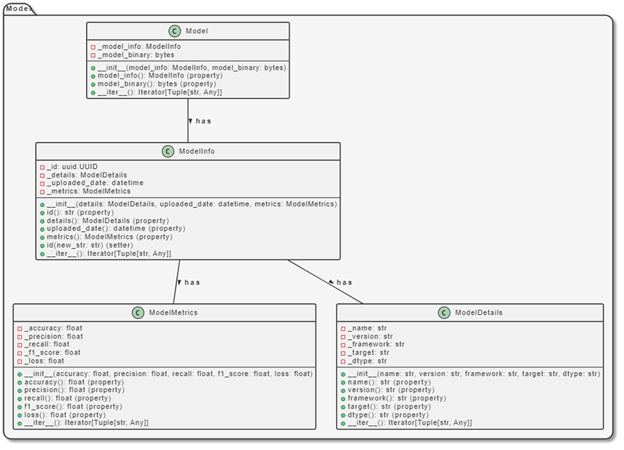 Model
C Model
_model_info: ModelInfo
_model_binary: bytes
__init__(model_info: ModelInfo, model_binary: bytes)
model_info(): ModelInfo (property)
model_binary(): bytes (property)
__iter__(): Iterator[Tuple[str, Any]]
has
C ModelInfo
_id: uuid.UUID
_details: ModelDetails
_uploaded_date: datetime
_metrics: ModelMetrics
__init__(details: ModelDetails, uploaded_date: datetime, metrics: ModelMetrics)
id(): str (property)
details(): ModelDetails (property)
uploaded_date(): datetime (property)
metrics(): ModelMetrics (property)
id(new_str: str) (setter)
__iter__(): Iterator[Tuple[str, Any]]
has
has
C ModelMetrics
_accuracy: float
_precision: float
_recall: float
_f1_score: float
_loss: float
__init__(accuracy: float, precision: float, recall: float, f1_score: float, loss: float)
accuracy(): float (property)
precision(): float (property)
recall(): float (property)
f1_score(): float (property)
loss(): float (property)
__iter__(): Iterator[Tuple[str, Any]]
C ModelDetails
_name: str
_version: str
_framework: str
_target: str
_dtype: str
__init__(name: str, version: str, framework: str, target: str, dtype: str)
name(): str (property)
version(): str (property)
framework(): str (property)
target(): str (property)
dtype(): str (property)
__iter__(): Iterator[Tuple[str, Any]]